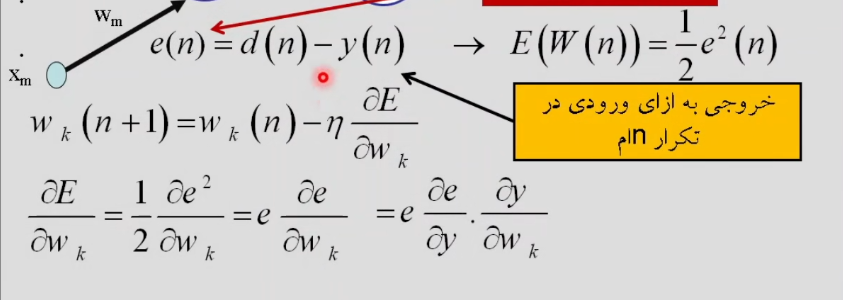 w_m
x_m
e(n) = d(n) − y(n) → E(W(n)) = 1/2 e²(n)
خروجی به ازای ورودی در
تکرار nام
w_k(n+1) = w_k(n) − η ∂E/∂w_k
∂E/∂w_k = 1/2 ∂e²/∂w_k = e ∂e/∂w_k = e ∂e/∂y . ∂y/∂w_k